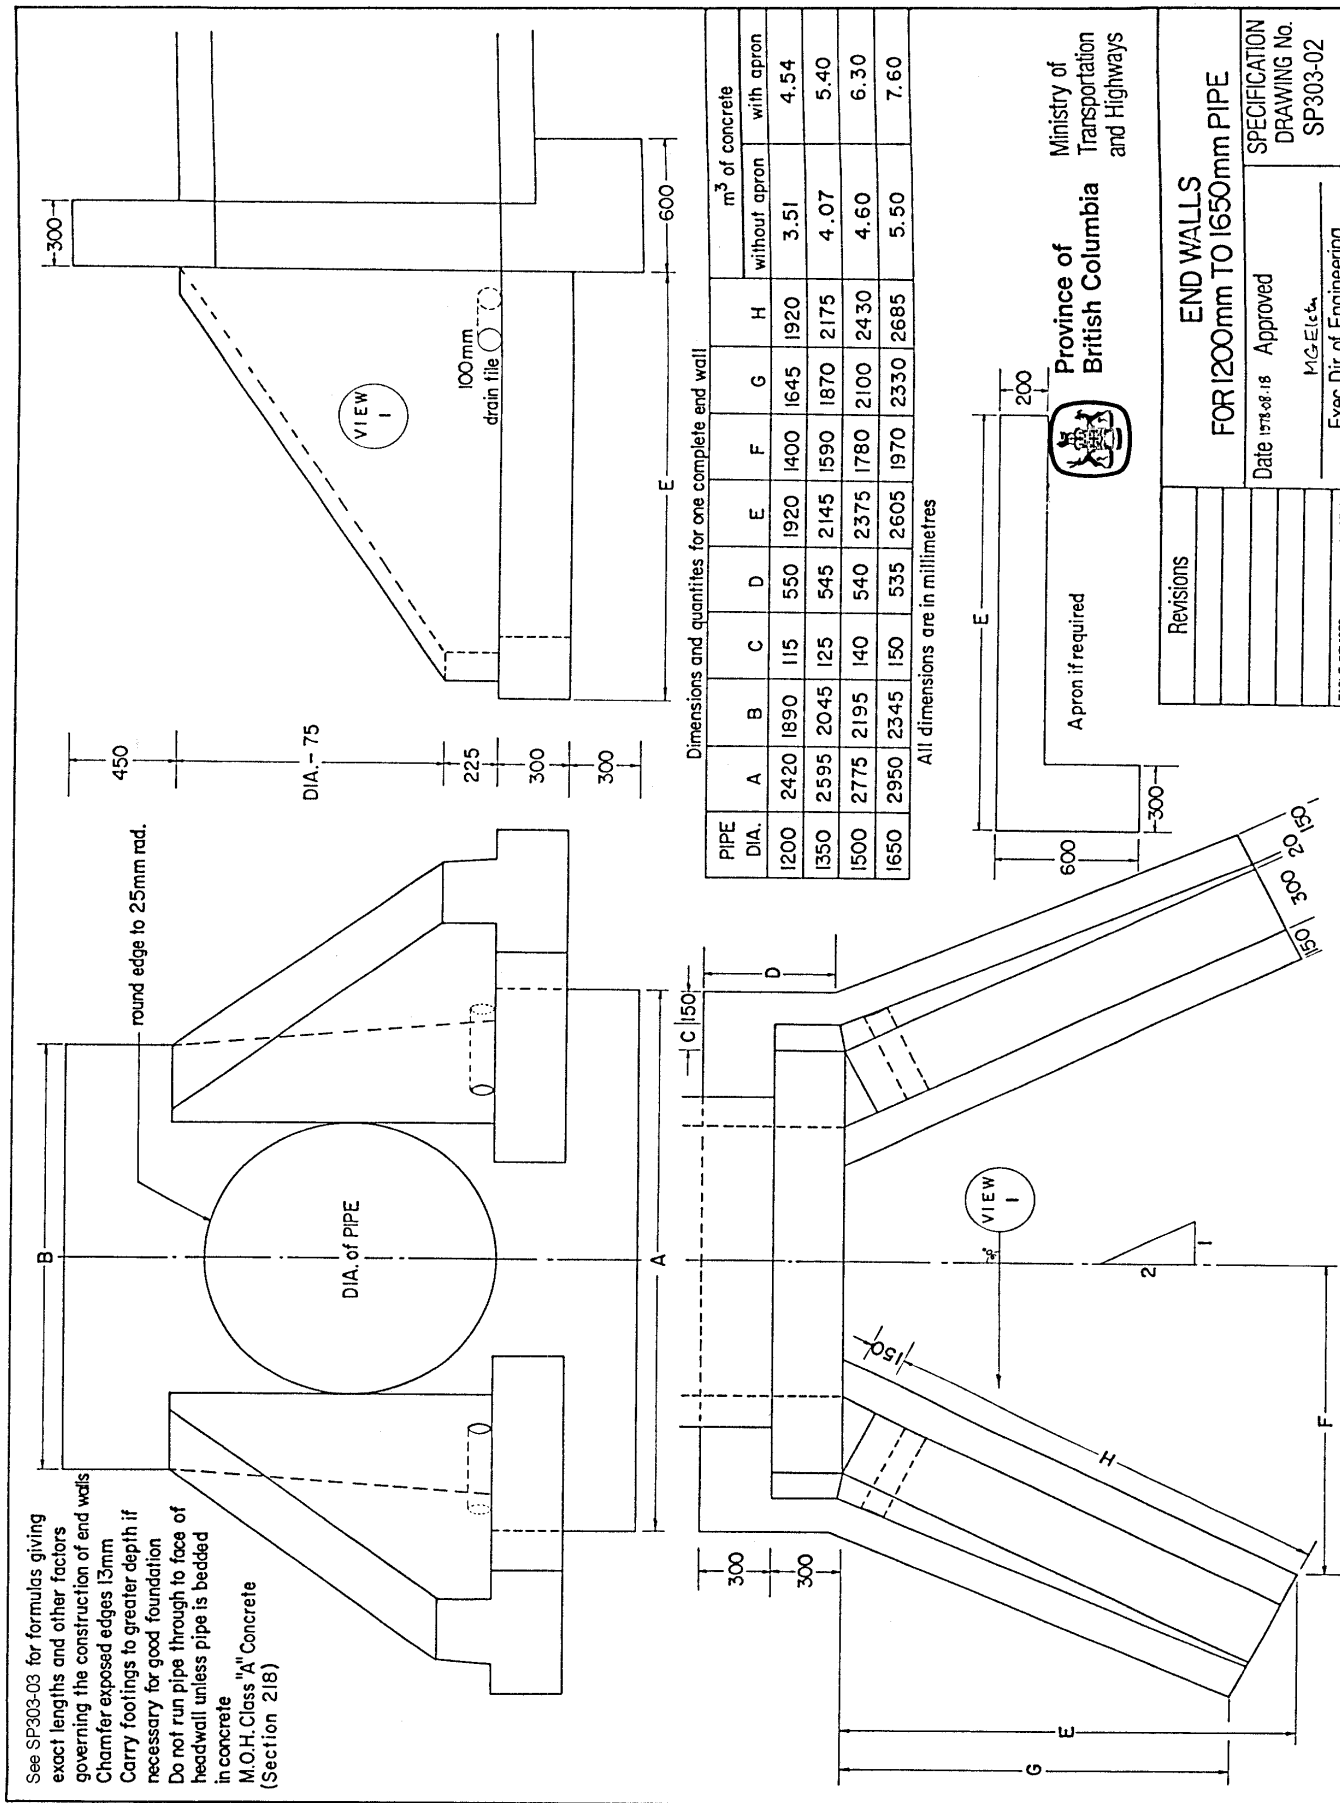 See SP303-03 for formulas giving
exact lengths and other factors
governing the construction of end walls
Chamfer exposed edges 13mm
Carry footings to greater depth if
necessary for good foundation
Do not run pipe through to face of
headwall unless pipe is bedded
in concrete
M.O.H. Class "A" Concrete
(Section 218)
B
round edge to 25mm rad.
DIA. of PIPE
A
450
DIA.-75
225
300
300
300
VIEW
1
100mm
drain tile
E
600
300
300
G
E
H
150
F
VIEW
1
2
1
C 150
D
150 300 20 150
Dimensions and quantites for one complete end wall
PIPE DIA. A B C D E F G H m³ of concrete
without apron with apron
1200 2420 1890 115 550 1920 1400 1645 1920 3.51 4.54
1350 2595 2045 125 545 2145 1590 1870 2175 4.07 5.40
1500 2775 2195 140 540 2375 1780 2100 2430 4.60 6.30
1650 2950 2345 150 535 2605 1970 2330 2685 5.50 7.60
All dimensions are in millimetres
E
200
600
300
Apron if required
Province of
British Columbia
Ministry of
Transportation
and Highways
Revisions
END WALLS
FOR 1200mm TO 1650mm PIPE
Date 1978.08.18 Approved
Exec Dir of Engineering
SPECIFICATION
DRAWING No.
SP303-02